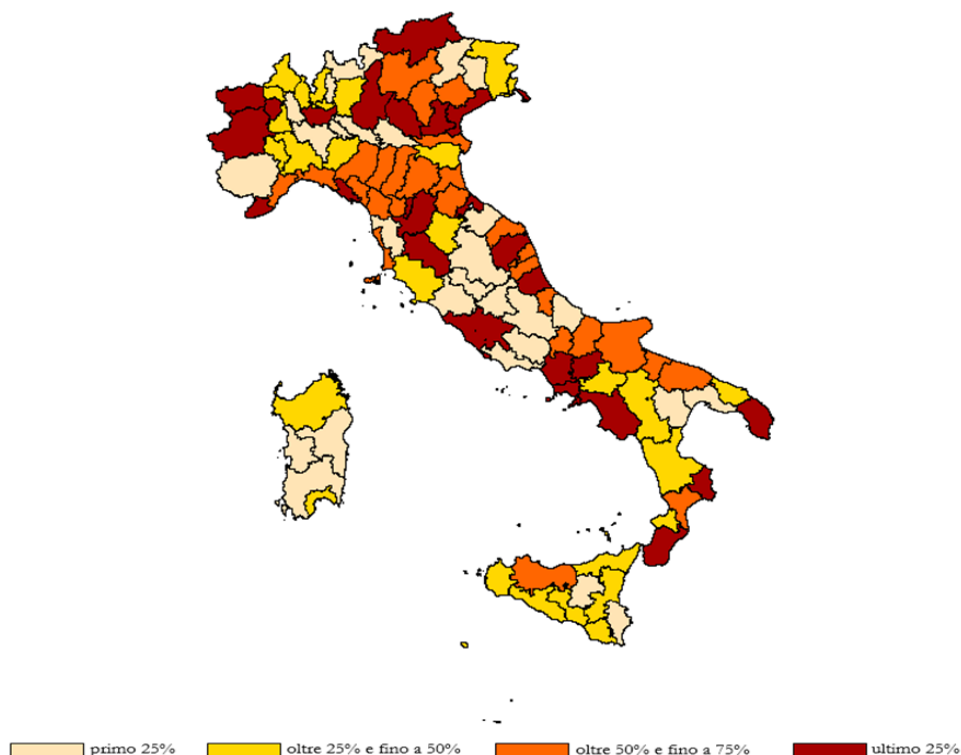 primo 25%
oltre 25% e fino a 50%
oltre 50% e fino a 75%
ultimo 25%